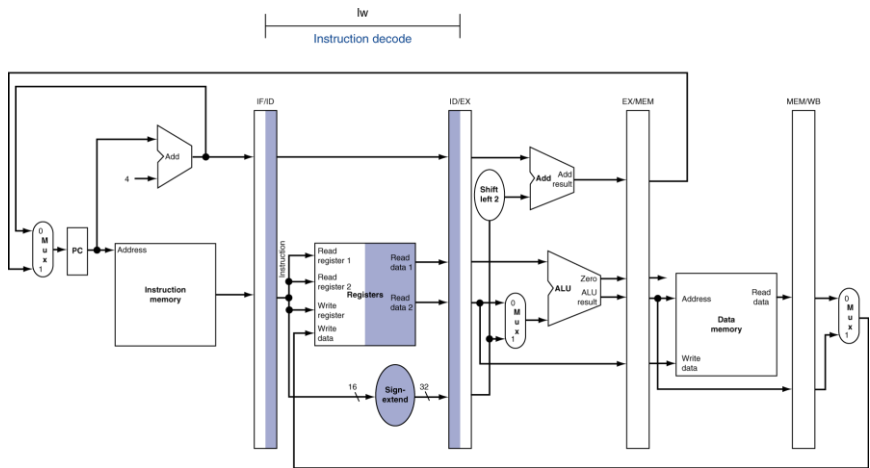 lw
Instruction decode
IF/ID
ID/EX
EX/MEM
MEM/WB
Add
4
Shift
left 2
Add
Add
result
0
M
u
x
1
PC
Address
Instruction
memory
Instruction
Read
register 1
Read
register 2
Write
register
Write
data
Registers
Read
data 1
Read
data 2
0
M
u
x
1
ALU
Zero
ALU
result
Address
Write
data
Data
memory
Read
data
0
M
u
x
1
16
Sign-
extend
32